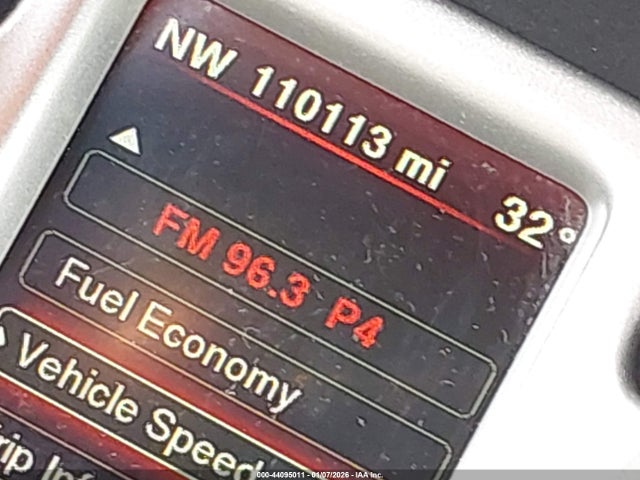 NW 110113 mi 32°
FM 96.3 P4
Fuel Economy
Vehicle Speed
000-44095011 - 01/07/2026 - IAA Inc.